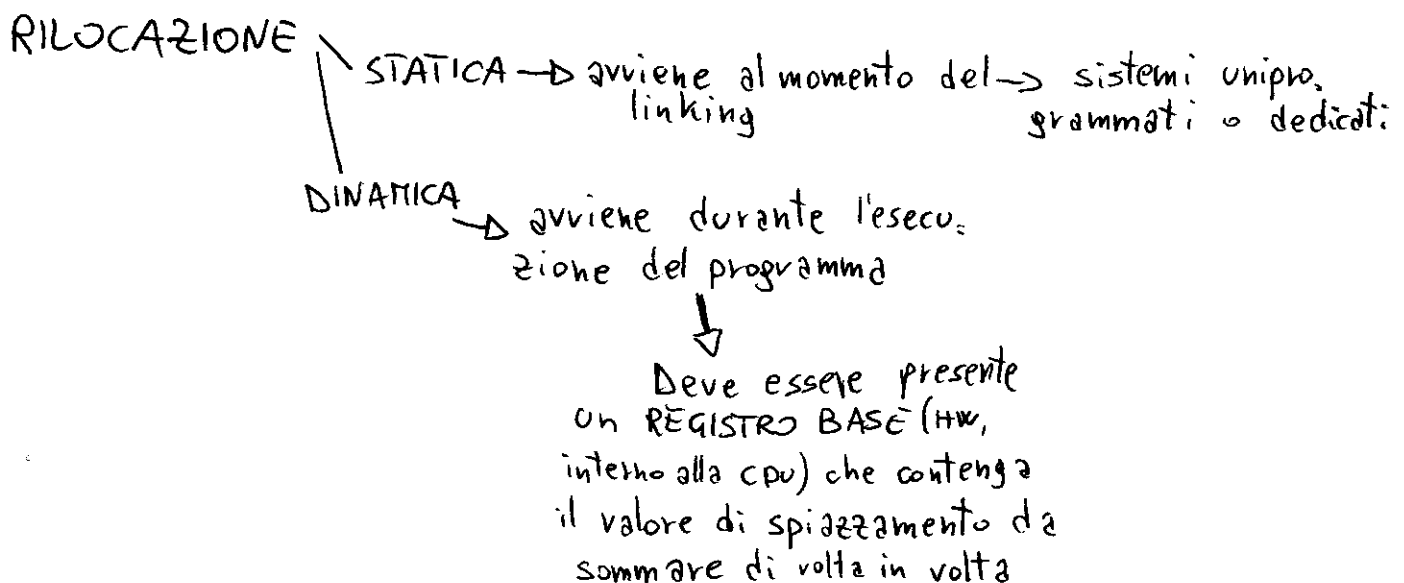 RILOCAZIONE
STATICA → avviene al momento del → sistemi unipro.
linking grammati o dedicati
DINAMICA
→ avviene durante l'esecu=
zione del programma
Deve essere presente
un REGISTRO BASE (HW,
interno alla CPU) che contenga
il valore di spiazzamento da
sommare di volta in volta